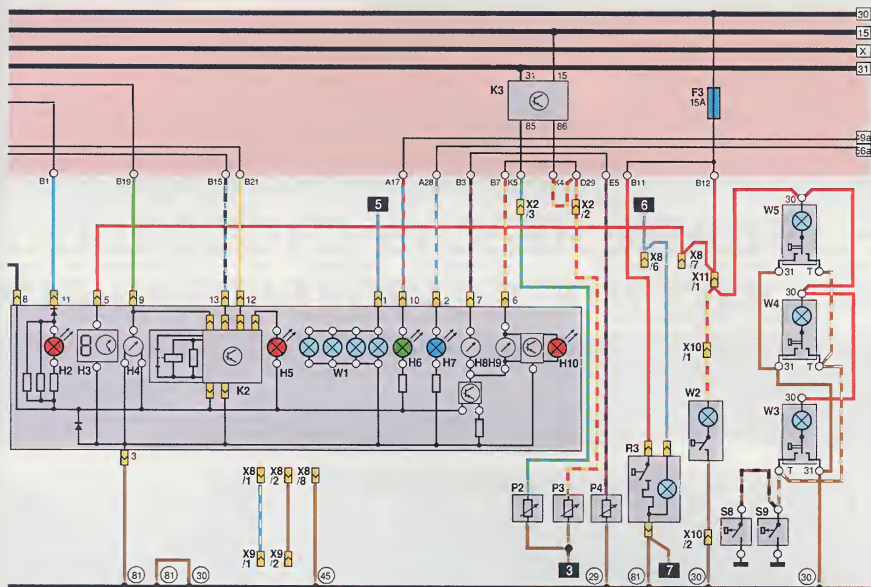 30
15
X
31
31 15
K3
F3
15A
85 86
B1 B19 B15 B21 A17 A28 B3 B7 K5 K4 D29 E5 B11 B12
5
X2
/3
X2
/2
6
X8
/6
X8
/7
X11
/1
30
W5
31 T
8 11 5 9 13 12 1 10 2 7 6
30
W4
31 T
X10
/1
H2 H3 H4 K2 H5 W1 H6 H7 H8 H9 H10
30
W3
T 31
W2
R3
3
X8
/1
X8
/2
X8
/8
P2 P3 P4
S8 S9
X9
/1
X9
/2
X10
/2
81 81 30 45 3 29 81 7 30 30